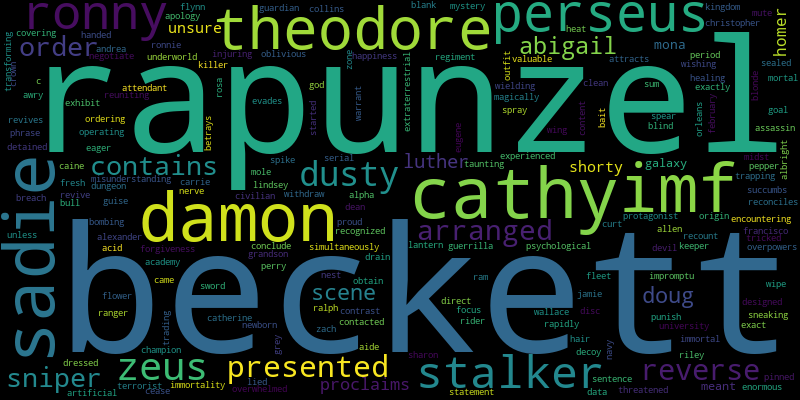 ronny
flynn
apology
blank
mystery
guardian
collins
kingdom
christopher
mute
covering
handed
unsure
theodore
perseus
heat
homer
order
andrea
ronnie
oblivious
happiness
regiment
abigail
mona
period
wishing
sealed
transforming
negotiate
underworld
injuring
zone
attracts
healing
mortal
c
awry
killer
god
extraterrestrial
outfit
valuable
clean
sum
exactly
rapunzel
exhibit
attendant
rosa
evades
warrant
wielding
magically
goal
revives
ordering
started
spray
spear
orleans
february
blonde
assassin
phrase
operating
betrays
eugene
wing
content
bait
blind
detained
eager
spike
serial
taunting
experienced
midst
albright
contains
caine
mole
dusty
luther
shorty
galaxy
pepper
trapping
fresh
misunderstanding
carrie
lindsey
alpha
withdraw
succumbs
dungeon
revive
nerve
civilian
cathy
imf
reconciles
breach
bull
guise
damon
dean
protagonist
origin
encountering
sadie
bombing
proud
recognized
arranged
curt
allen
francisco
unless
alexander
forgiveness
conclude
simultaneously
lantern
guerrilla
psychological
devil
recount
tricked
acid
grandson
keeper
overpowers
academy
perry
drain
beckett
came
nest
obtain
ram
fleet
impromptu
wipe
flower
sword
scene
direct
jamie
doug
designed
ranger
trading
catherine
ralph
contrast
focus
wallace
disc
punish
sneaking
newborn
zach
contacted
rider
rapidly
university
exact
champion
grey
aide
hair
navy
immortal
dressed
zeus
presented
sharon
stalker
decoy
riley
reverse
sniper
terrorist
immortality
lied
proclaims
sentence
threatened
meant
pinned
artificial
cease
overwhelmed
statement
data
enormous